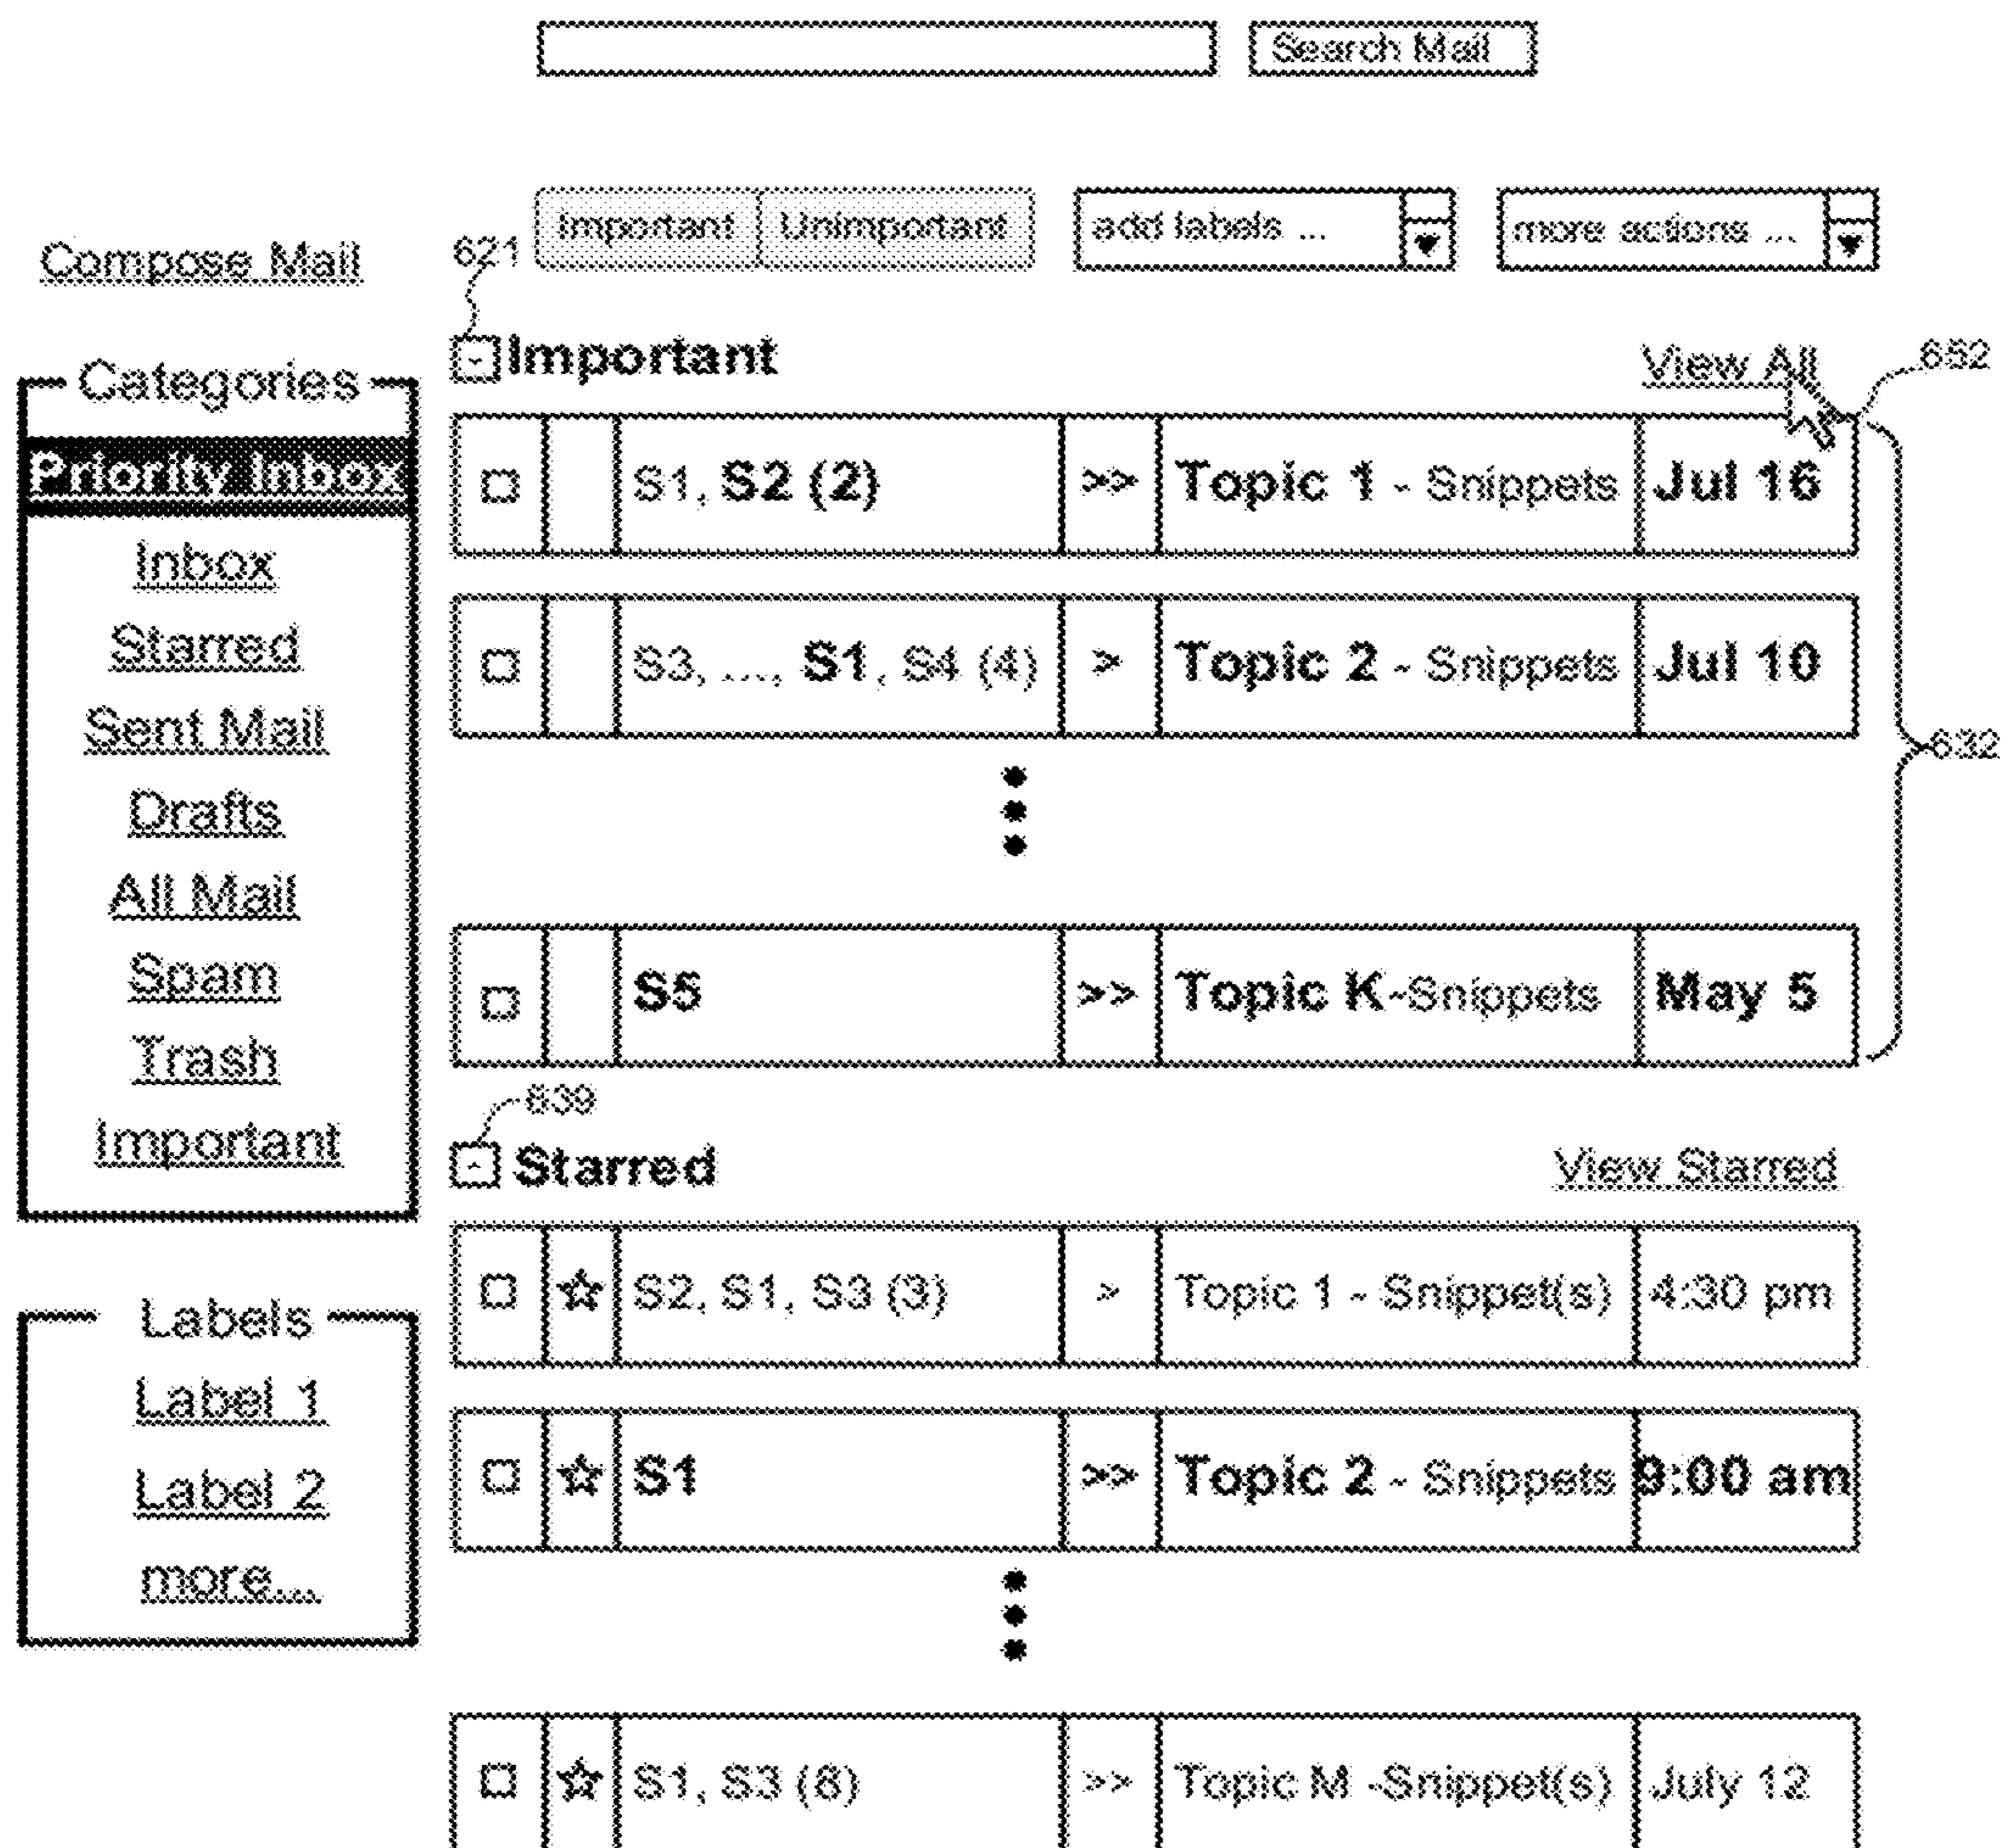 Search Mail
Important Unimportant add labels ... more actions ...
Compose Mail
621
Categories
Priority Inbox
Inbox
Starred
Sent Mail
Drafts
All Mail
Spam
Trash
Important
Labels
Label 1
Label 2
more...
- Important View All 652
S1, S2 (2) >> Topic 1 - Snippets Jul 16
S3, ..., S1, S4 (4) > Topic 2 - Snippets Jul 10
632
S5 >> Topic K-Snippets May 5
639
- Starred View Starred
S2, S1, S3 (3) > Topic 1 - Snippet(s) 4:30 pm
S1 >> Topic 2 - Snippets 9:00 am
S1, S3 (6) >> Topic M -Snippet(s) July 12